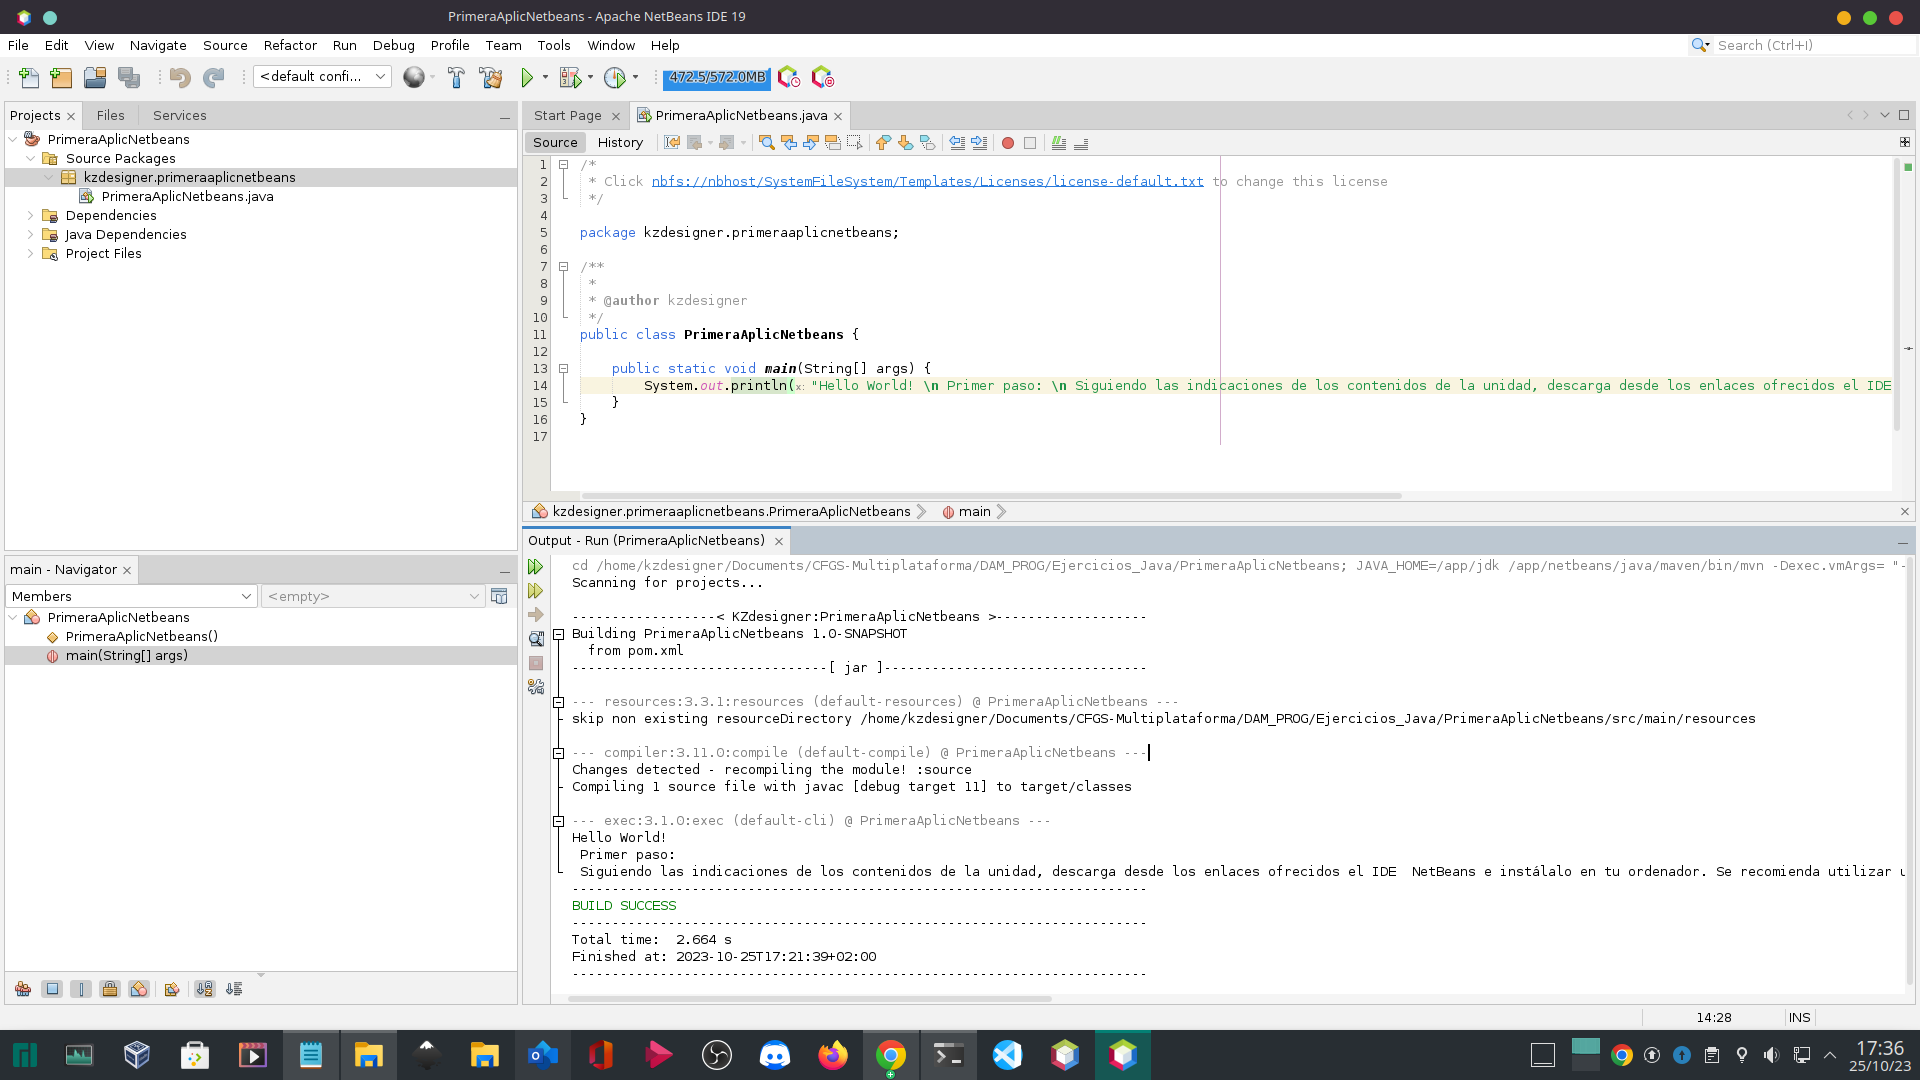 PrimeraAplicNetbeans - Apache NetBeans IDE 19
File Edit View Navigate Source Refactor Run Debug Profile Team Tools Window Help
Search (Ctrl+I)
<default confi...
472.5/572.0MB
Projects Files Services
PrimeraAplicNetbeans
Source Packages
kzdesigner.primeraaplicnetbeans
PrimeraAplicNetbeans.java
Dependencies
Java Dependencies
Project Files
Start Page PrimeraAplicNetbeans.java
Source History
1 /*
2 * Click nbfs://nbhost/SystemFileSystem/Templates/Licenses/license-default.txt to change this license
3 */
4
5 package kzdesigner.primeraaplicnetbeans;
6
7 /**
8 *
9 * @author kzdesigner
10 */
11 public class PrimeraAplicNetbeans {
12
13 public static void main(String[] args) {
14 System.out.println(x: "Hello World! \n Primer paso: \n Siguiendo las indicaciones de los contenidos de la unidad, descarga desde los enlaces ofrecidos el IDE
15 }
16 }
17
kzdesigner.primeraaplicnetbeans.PrimeraAplicNetbeans main
main - Navigator
Members <empty>
PrimeraAplicNetbeans
PrimeraAplicNetbeans()
main(String[] args)
Output - Run (PrimeraAplicNetbeans)
cd /home/kzdesigner/Documents/CFGS-Multiplataforma/DAM_PROG/Ejercicios_Java/PrimeraAplicNetbeans; JAVA_HOME=/app/jdk /app/netbeans/java/maven/bin/mvn -Dexec.vmArgs= "-
Scanning for projects...
------------------< KZdesigner:PrimeraAplicNetbeans >-------------------
Building PrimeraAplicNetbeans 1.0-SNAPSHOT
from pom.xml
--------------------------------[ jar ]---------------------------------
--- resources:3.3.1:resources (default-resources) @ PrimeraAplicNetbeans ---
skip non existing resourceDirectory /home/kzdesigner/Documents/CFGS-Multiplataforma/DAM_PROG/Ejercicios_Java/PrimeraAplicNetbeans/src/main/resources
--- compiler:3.11.0:compile (default-compile) @ PrimeraAplicNetbeans ---
Changes detected - recompiling the module! :source
Compiling 1 source file with javac [debug target 11] to target/classes
--- exec:3.1.0:exec (default-cli) @ PrimeraAplicNetbeans ---
Hello World!
Primer paso:
Siguiendo las indicaciones de los contenidos de la unidad, descarga desde los enlaces ofrecidos el IDE  NetBeans e instálalo en tu ordenador. Se recomienda utilizar u
------------------------------------------------------------------------
BUILD SUCCESS
------------------------------------------------------------------------
Total time:  2.664 s
Finished at: 2023-10-25T17:21:39+02:00
------------------------------------------------------------------------
14:28 INS
17:36
25/10/23